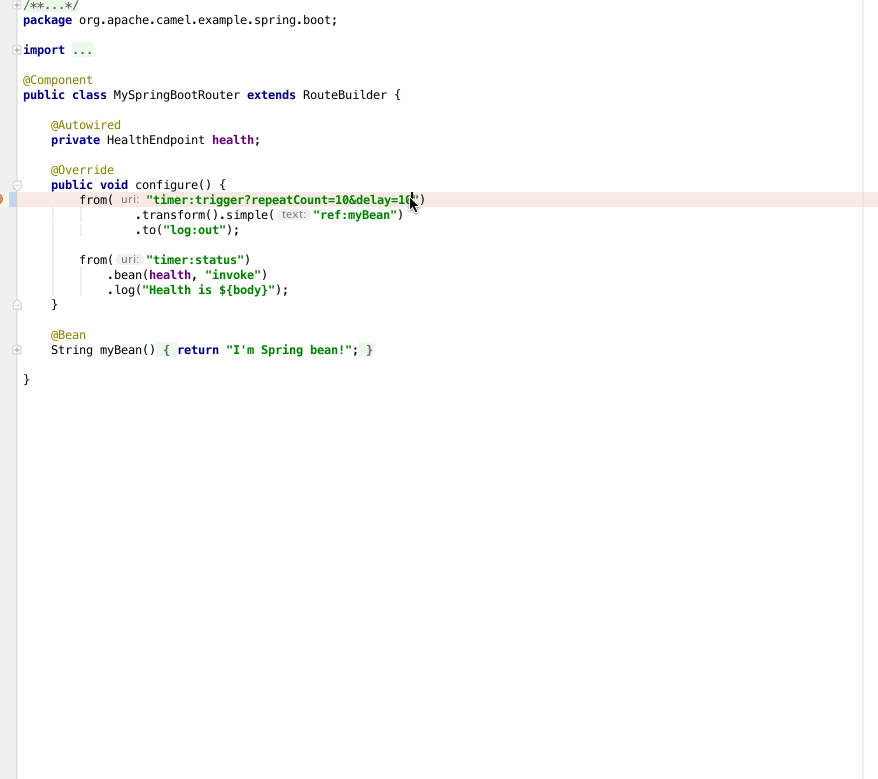 /**...*/
package org.apache.camel.example.spring.boot;
import ...
@Component
public class MySpringBootRouter extends RouteBuilder {
@Autowired
private HealthEndpoint health;
@Override
public void configure() {
from( uri: "timer:trigger?repeatCount=10&delay=10")
.transform().simple( text: "ref:myBean")
.to("log:out");
from( uri: "timer:status")
.bean(health, "invoke")
.log("Health is ${body}");
}
@Bean
String myBean() { return "I'm Spring bean!"; }
}